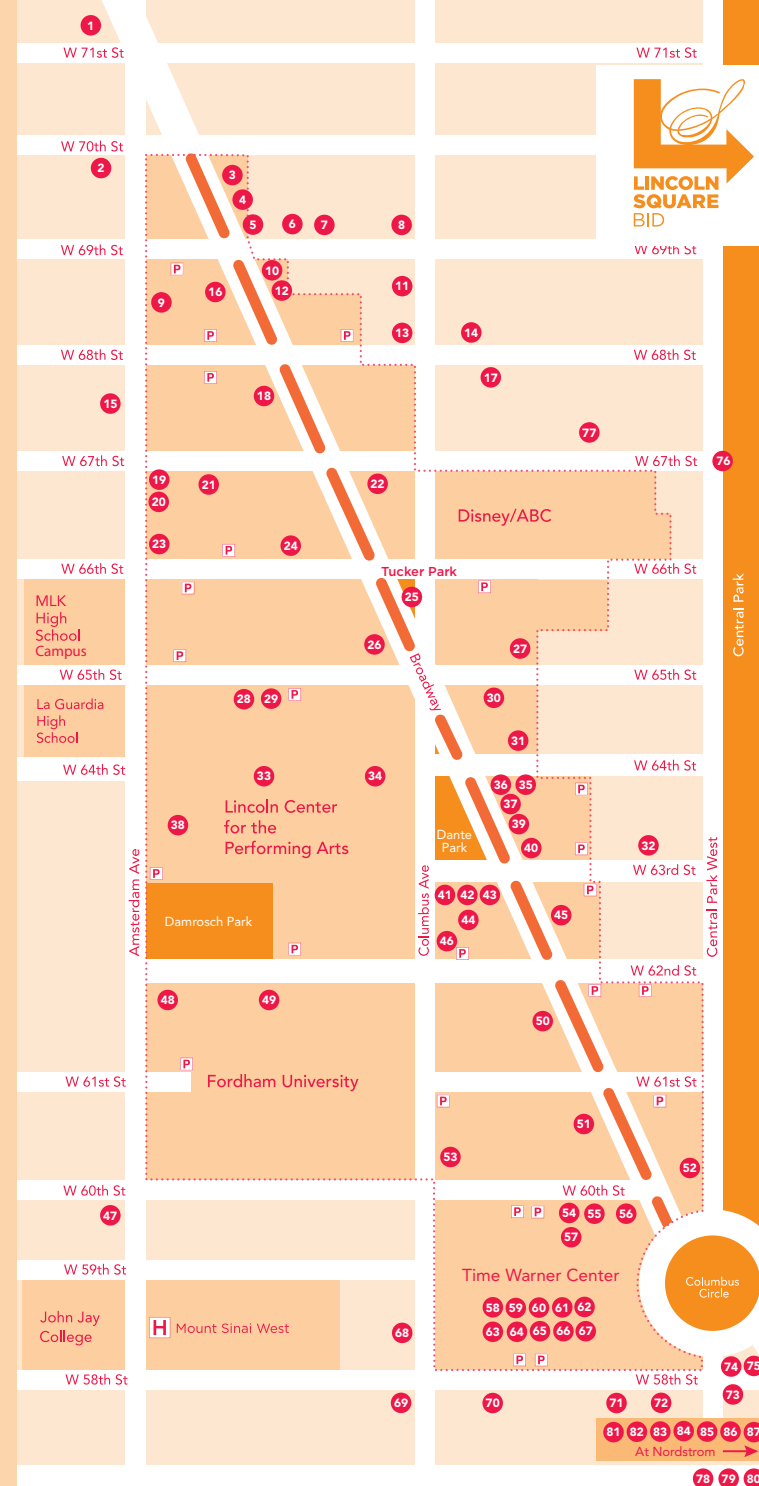 1
W 71st St
W 71st St
LINCOLN
SQUARE
BID
W 70th St
2
3
4
5
6
7
8
W 69th St
W 69th St
P
10
11
9
16
12
P
P
13
14
W 68th St
W 68th St
P
17
15
18
77
W 67th St
W 67th St
76
19
21
22
20
Disney/ABC
23
P
24
W 66th St
Tucker Park
W 66th St
P
P
25
MLK
High
School
Campus
Central Park
26
27
P
W 65th St
Broadway
W 65th St
28
29
P
30
La Guardia
High
School
31
W 64th St
W 64th St
33
34
36
35
P
37
Lincoln Center
for the
Performing Arts
38
39
Dante
Park
40
P
32
P
W 63rd St
Amsterdam Ave
Columbus Ave
Central Park West
41
42
43
P
44
45
Damrosch Park
46
P
P
W 62nd St
48
49
P
P
50
P
Fordham University
W 61st St
W 61st St
P
P
51
53
52
W 60th St
W 60th St
47
P
P
54
55
56
57
W 59th St
Time Warner Center
Columbus
Circle
58
59
60
61
62
John Jay
College
H
Mount Sinai West
63
64
65
66
67
68
P
P
74
75
W 58th St
W 58th St
73
69
70
71
72
81
82
83
84
85
86
87
At Nordstrom
78
79
80